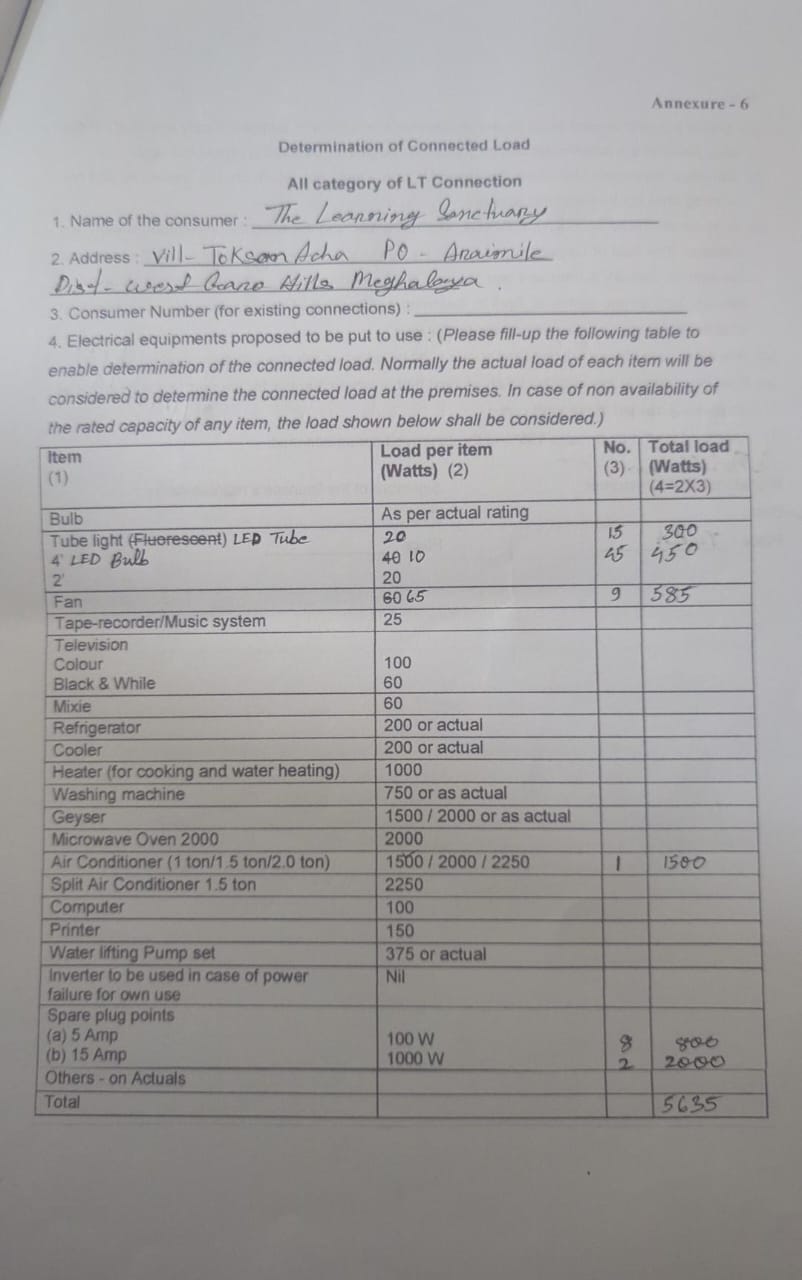 Annexure - 6
Determination of Connected Load
All category of LT Connection
1. Name of the consumer : The Learning Sanctuary
2. Address : Vill- Toksom Acha PO - Araimile
Dist- West Garo Hills Meghalaya .
3. Consumer Number (for existing connections) :
4. Electrical equipments proposed to be put to use : (Please fill-up the following table to
enable determination of the connected load. Normally the actual load of each item will be
considered to determine the connected load at the premises. In case of non availability of
the rated capacity of any item, the load shown below shall be considered.)
Item (1) Load per item (Watts) (2) No. (3) Total load (Watts) (4=2X3)
Bulb As per actual rating
Tube light (Fluorescent) LED Tube 20 15 300
4' LED Bulb 40 10 45 450
2' 20
Fan 60 65 9 585
Tape-recorder/Music system 25
Television
Colour 100
Black & While 60
Mixie 60
Refrigerator 200 or actual
Cooler 200 or actual
Heater (for cooking and water heating) 1000
Washing machine 750 or as actual
Geyser 1500 / 2000 or as actual
Microwave Oven 2000 2000
Air Conditioner (1 ton/1.5 ton/2.0 ton) 1500 / 2000 / 2250 1 1500
Split Air Conditioner 1.5 ton 2250
Computer 100
Printer 150
Water lifting Pump set 375 or actual
Inverter to be used in case of power Nil
failure for own use
Spare plug points
(a) 5 Amp 100 W 8 800
(b) 15 Amp 1000 W 2 2000
Others - on Actuals
Total 5635